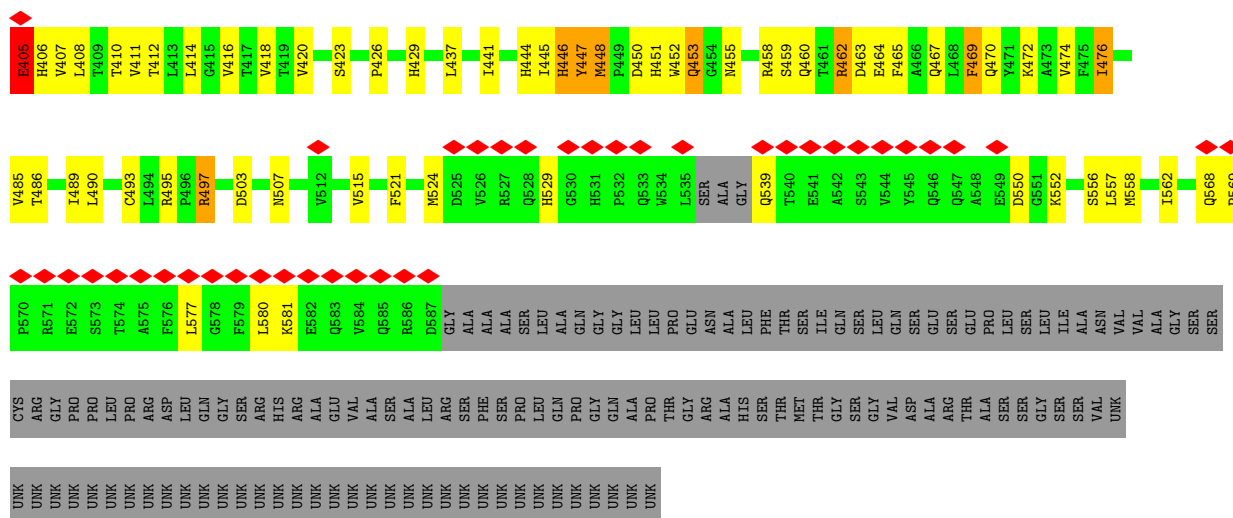 E405 H406 V407 L408 T409 T410 V411 T412 L413 L414 G415 V416 T417 V418 T419 V420 S423 P426 H429 L437 I441 H444 I445 H446 Y447 M448 P449 D450 H451 W452 Q453 G454 N455 R458 S459 Q460 T461 R462 D463 E464 F465 A466 Q467 L468 F469 Q470 Y471 K472 A473 V474 F475 I476
V485 T486 I489 L490 C493 L494 R495 P496 R497 D503 N507 V512 V515 F521 M524 D525 V526 R527 Q528 H529 G530 H531 P532 Q533 W534 L535 SER ALA GLY Q539 T540 E541 A542 S543 V544 Y545 Q546 Q547 A548 E549 D550 G551 K552 S556 L557 M558 I562 Q568
P570 R571 E572 S573 T574 A575 F576 L577 G578 F579 L580 K581 E582 Q583 V584 Q585 R586 D587 GLY ALA ALA ALA SER LEU ALA GLN GLY GLY LEU LEU PRO GLU ASN ALA LEU PHE THR SER ILE GLN SER LEU GLN SER GLU SER GLU PRO LEU SER LEU ILE ALA ASN VAL VAL ALA GLY SER SER
CYS ARG GLY PRO PRO LEU PRO ARG ASP LEU GLN GLY SER ARG HIS ARG ALA GLU VAL ALA SER ALA LEU ARG SER PHE SER PRO LEU GLN PRO GLY GLN ALA PRO THR GLY ARG ALA HIS SER THR MET THR GLY SER GLY VAL ASP ALA ARG THR ALA SER SER GLY SER SER VAL UNK
UNK UNK UNK UNK UNK UNK UNK UNK UNK UNK UNK UNK UNK UNK UNK UNK UNK UNK UNK UNK UNK UNK UNK UNK UNK UNK UNK UNK UNK UNK UNK UNK UNK